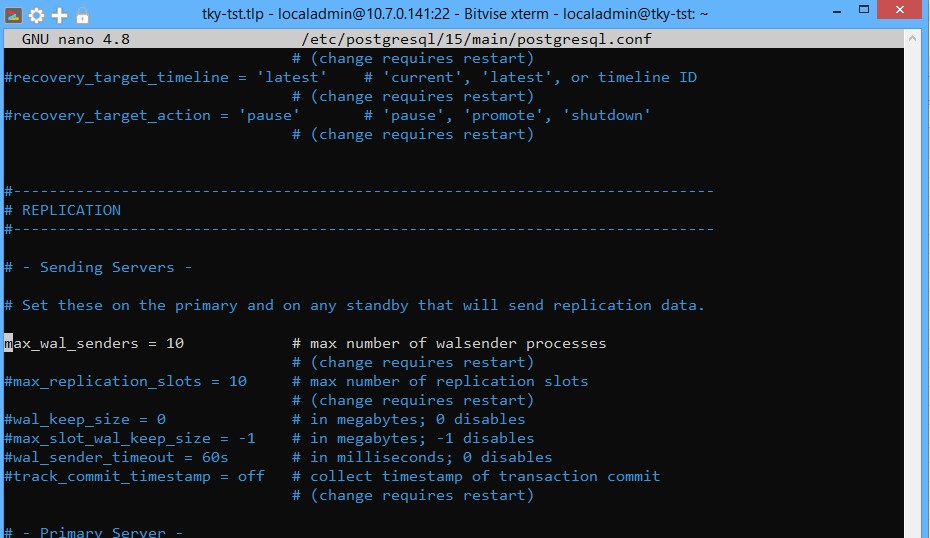 tky-tst.tlp - localadmin@10.7.0.141:22 - Bitvise xterm - localadmin@tky-tst: ~
GNU nano 4.8 /etc/postgresql/15/main/postgresql.conf
# (change requires restart)
#recovery_target_timeline = 'latest' # 'current', 'latest', or timeline ID
# (change requires restart)
#recovery_target_action = 'pause' # 'pause', 'promote', 'shutdown'
# (change requires restart)
#------------------------------------------------------------------------------
# REPLICATION
#------------------------------------------------------------------------------
# - Sending Servers -
# Set these on the primary and on any standby that will send replication data.
max_wal_senders = 10 # max number of walsender processes
# (change requires restart)
#max_replication_slots = 10 # max number of replication slots
# (change requires restart)
#wal_keep_size = 0 # in megabytes; 0 disables
#max_slot_wal_keep_size = -1 # in megabytes; -1 disables
#wal_sender_timeout = 60s # in milliseconds; 0 disables
#track_commit_timestamp = off # collect timestamp of transaction commit
# (change requires restart)
# - Primary Server -